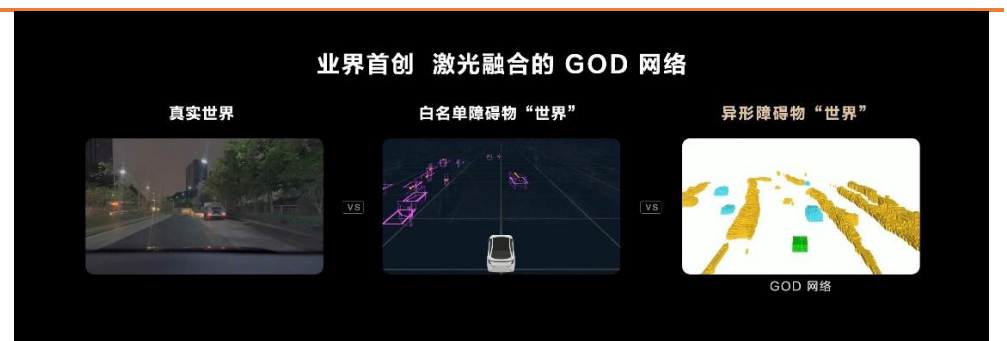 业界首创 激光融合的 GOD 网络
真实世界
白名单障碍物“世界”
异形障碍物“世界”
VS
VS
GOD 网络